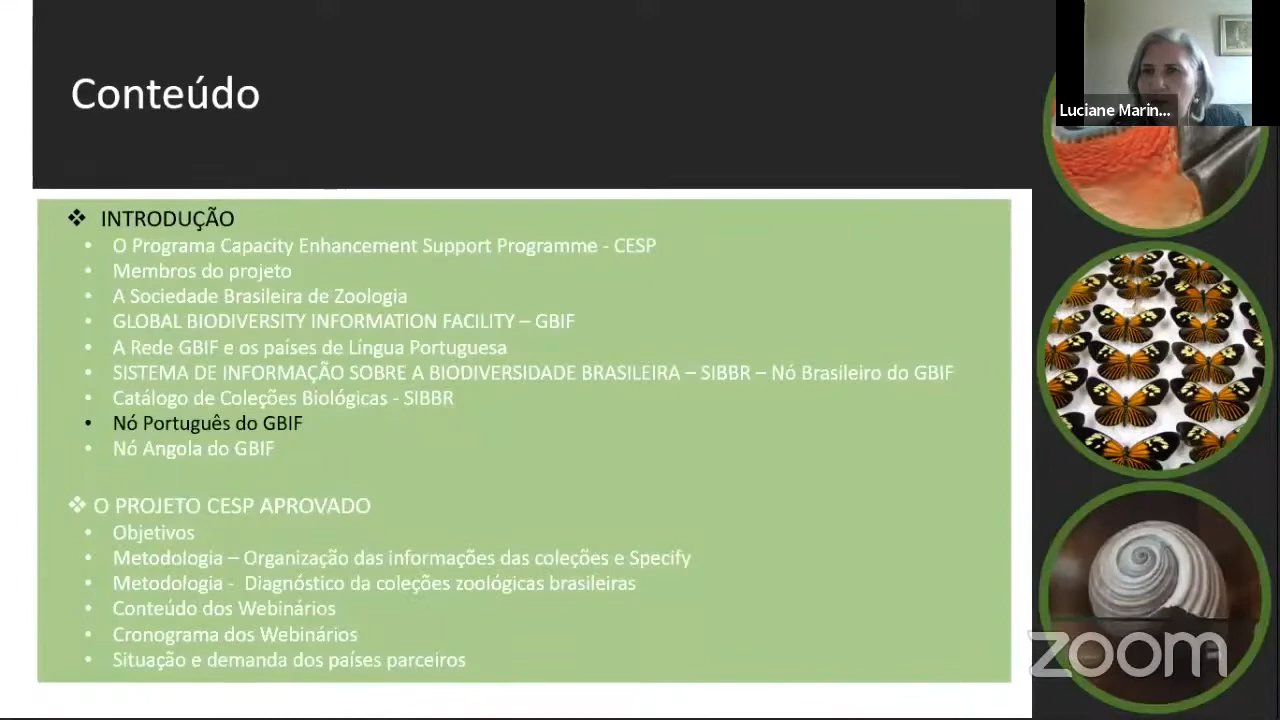 Conteúdo
Luciane Marin...
❖ INTRODUÇÃO
• O Programa Capacity Enhancement Support Programme - CESP
• Membros do projeto
• A Sociedade Brasileira de Zoologia
• GLOBAL BIODIVERSITY INFORMATION FACILITY – GBIF
• A Rede GBIF e os países de Língua Portuguesa
• SISTEMA DE INFORMAÇÃO SOBRE A BIODIVERSIDADE BRASILEIRA – SIBBR – Nó Brasileiro do GBIF
• Catálogo de Coleções Biológicas - SIBBR
• Nó Português do GBIF
• Nó Angola do GBIF
❖ O PROJETO CESP APROVADO
• Objetivos
• Metodologia – Organização das informações das coleções e Specify
• Metodologia - Diagnóstico da coleções zoológicas brasileiras
• Conteúdo dos Webinários
• Cronograma dos Webinários
• Situação e demanda dos países parceiros
zoom